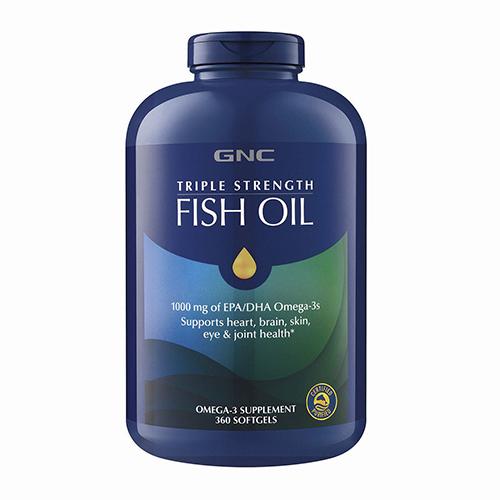 GNC
TRIPLE STRENGTH
FISH OIL
1000 mg of EPA/DHA Omega-3s
Supports heart, brain, skin,
eye & joint health*
CERTIFIED
OMEGA-3 SUPPLEMENT
360 SOFTGELS